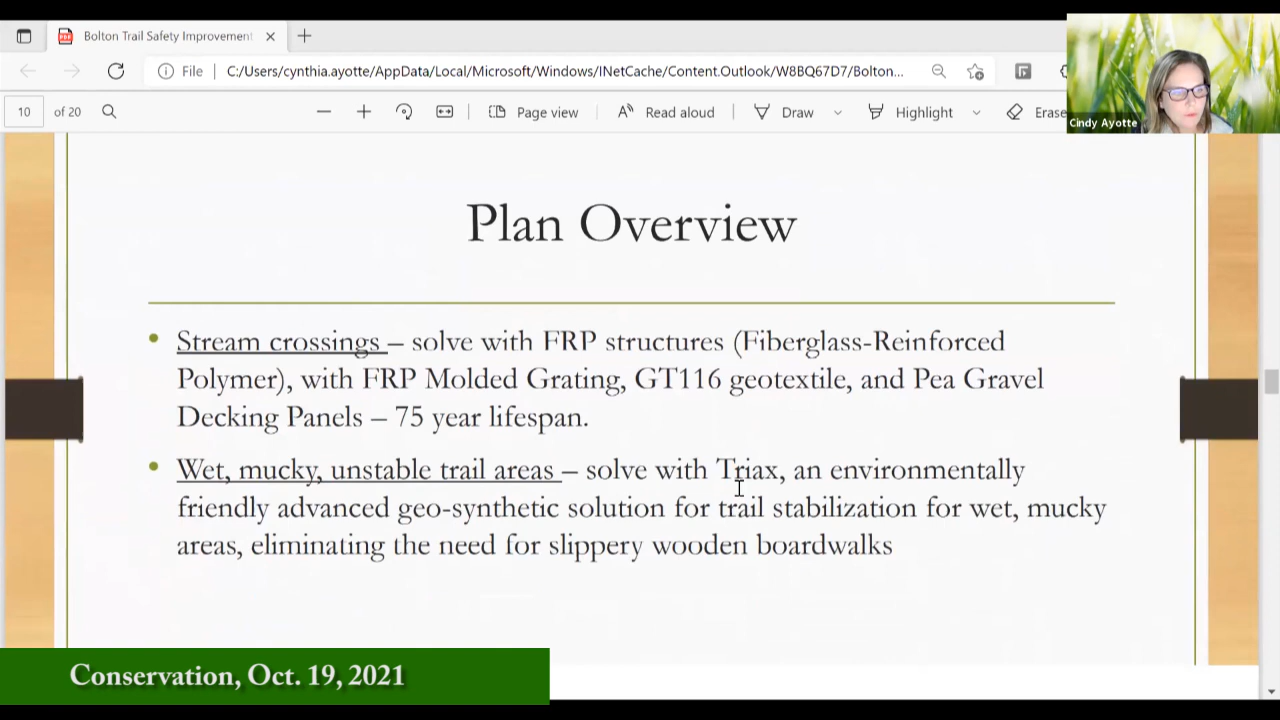 Bolton Trail Safety Improvement
File
C:/Users/cynthia.ayotte/AppData/Local/Microsoft/Windows/INetCache/Content.Outlook/W8BQ67D7/Bolton...
10 of 20
Page view
Read aloud
Draw
Highlight
Erase
Cindy Ayotte
Plan Overview
• Stream crossings – solve with FRP structures (Fiberglass-Reinforced
Polymer), with FRP Molded Grating, GT116 geotextile, and Pea Gravel
Decking Panels – 75 year lifespan.
• Wet, mucky, unstable trail areas – solve with Triax, an environmentally
friendly advanced geo-synthetic solution for trail stabilization for wet, mucky
areas, eliminating the need for slippery wooden boardwalks
Conservation, Oct. 19, 2021